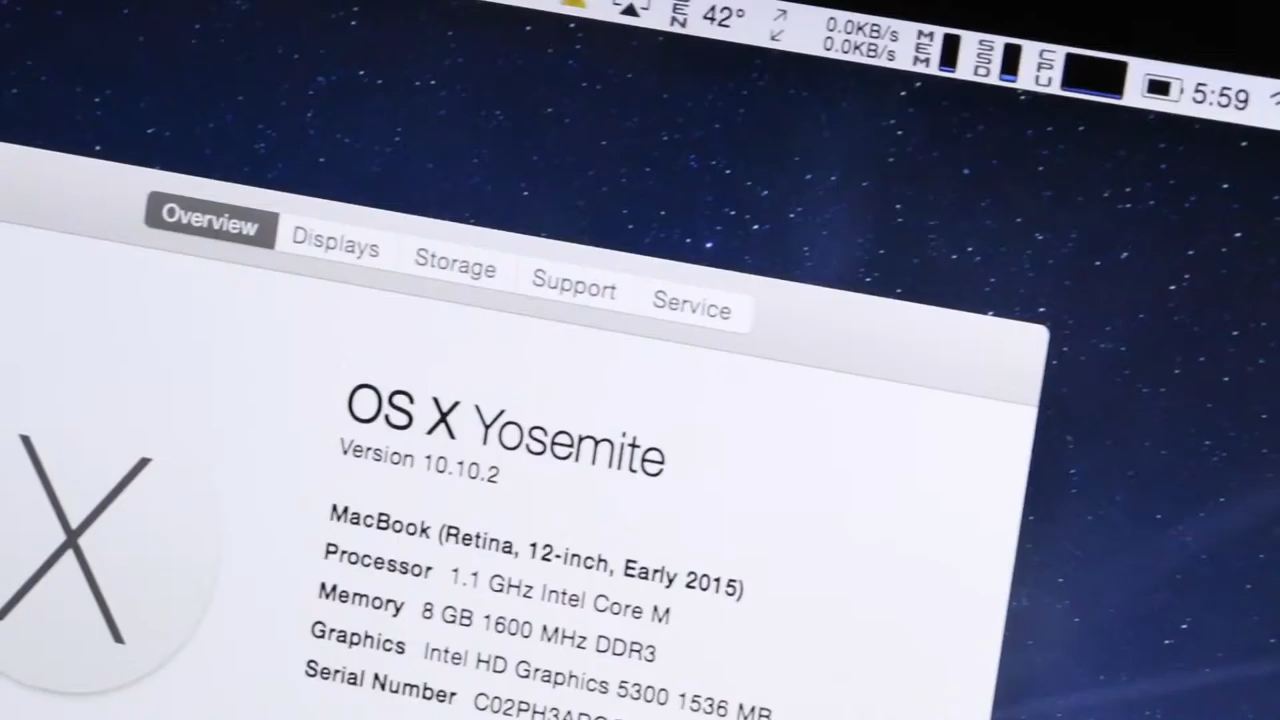 42° 0.0KB/s MEM SSD CPU 5:59
0.0KB/s
Overview Displays Storage Support Service
OS X Yosemite
Version 10.10.2
MacBook (Retina, 12-inch, Early 2015)
Processor 1.1 GHz Intel Core M
Memory 8 GB 1600 MHz DDR3
Graphics Intel HD Graphics 5300 1536 MB
Serial Number